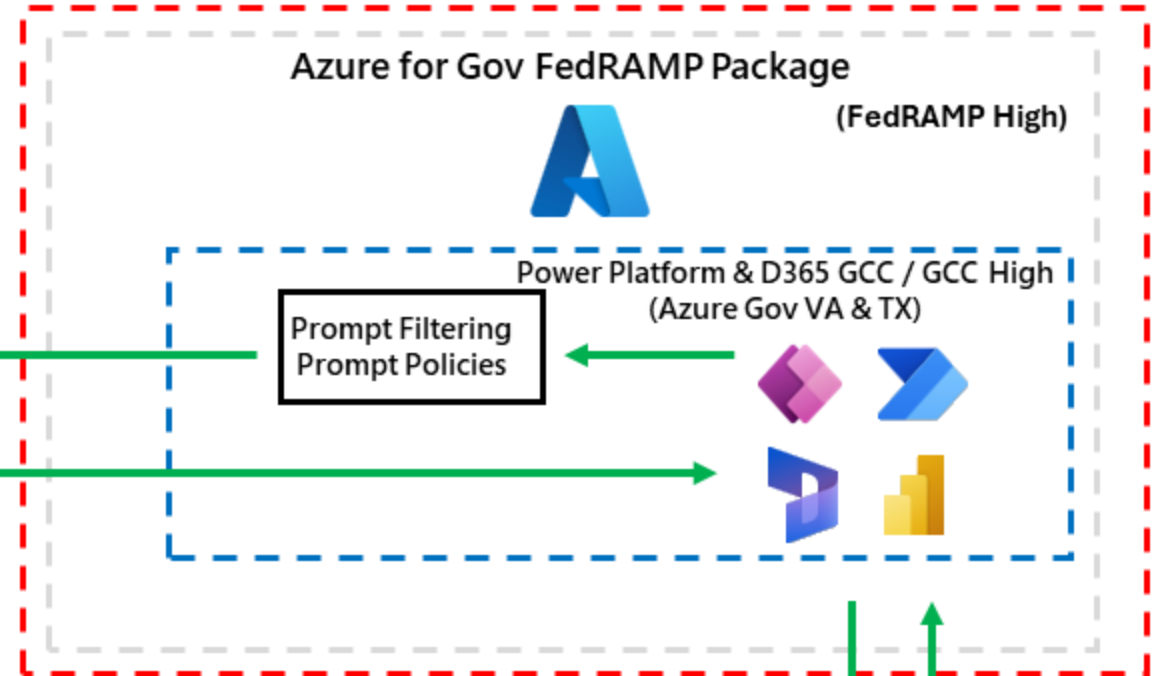 Azure for Gov FedRAMP Package
(FedRAMP High)
Power Platform & D365 GCC / GCC High
(Azure Gov VA & TX)
Prompt Filtering
Prompt Policies